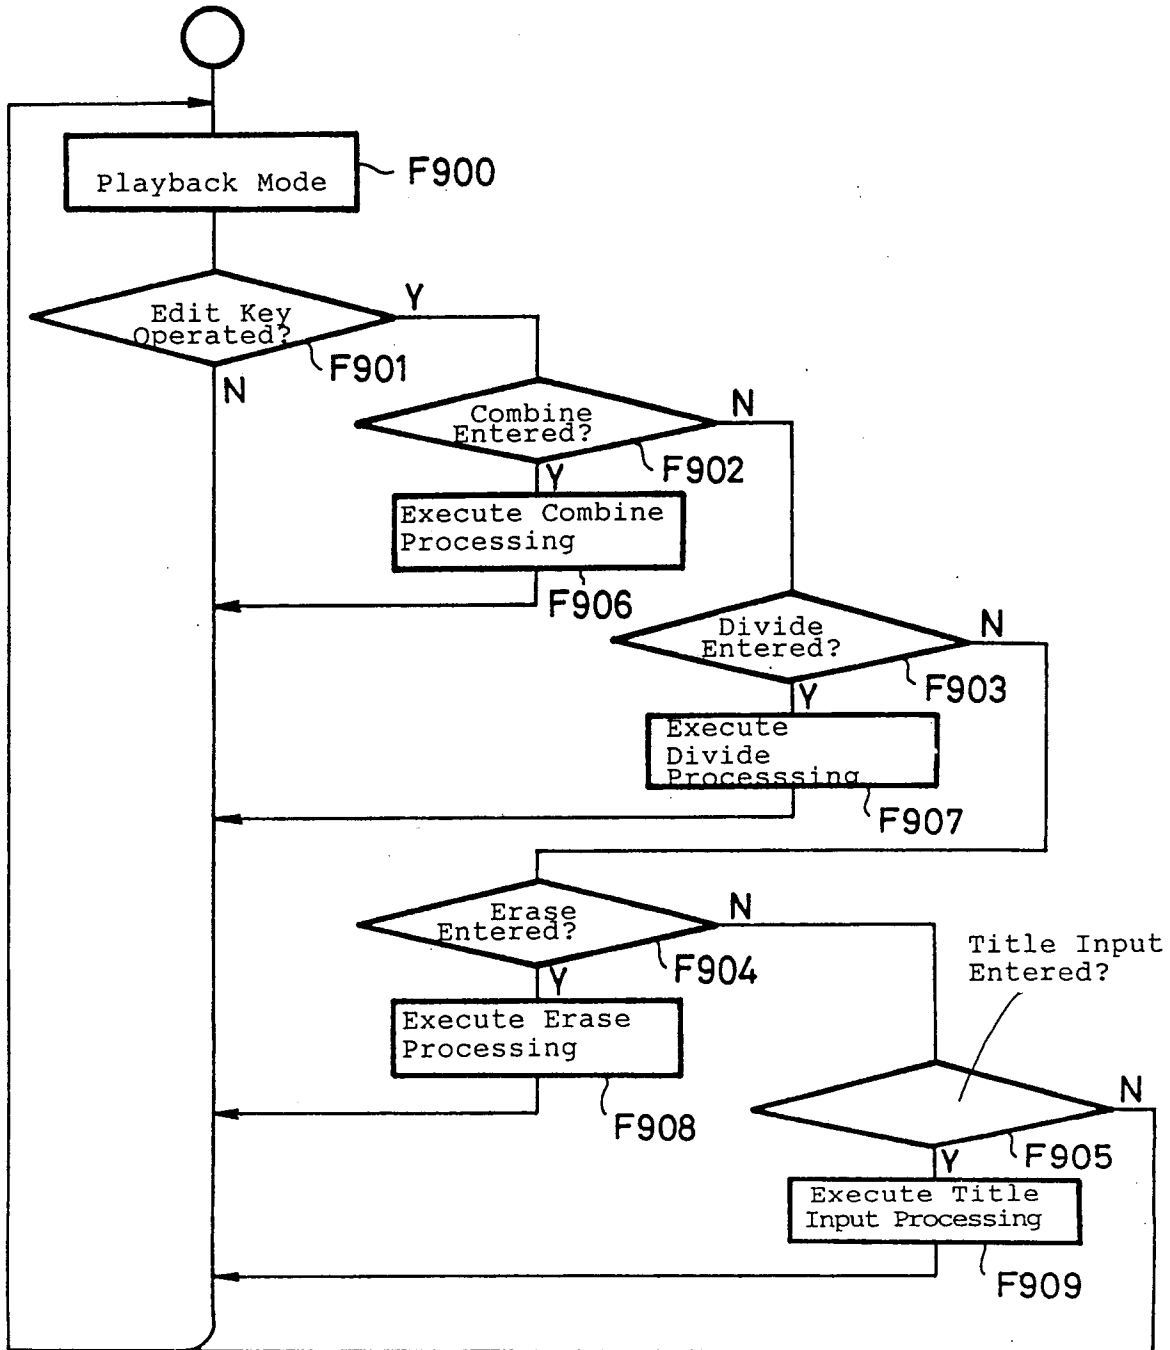 Playback Mode
F900
Edit Key
Operated?
Y
F901
N
Combine
Entered?
N
F902
Y
Execute Combine
Processing
F906
Divide
Entered?
N
F903
Y
Execute
Divide
Processsing
F907
Erase
Entered?
N
F904
Y
Title Input
Entered?
Execute Erase
Processing
F908
N
F905
Y
Execute Title
Input Processing
F909